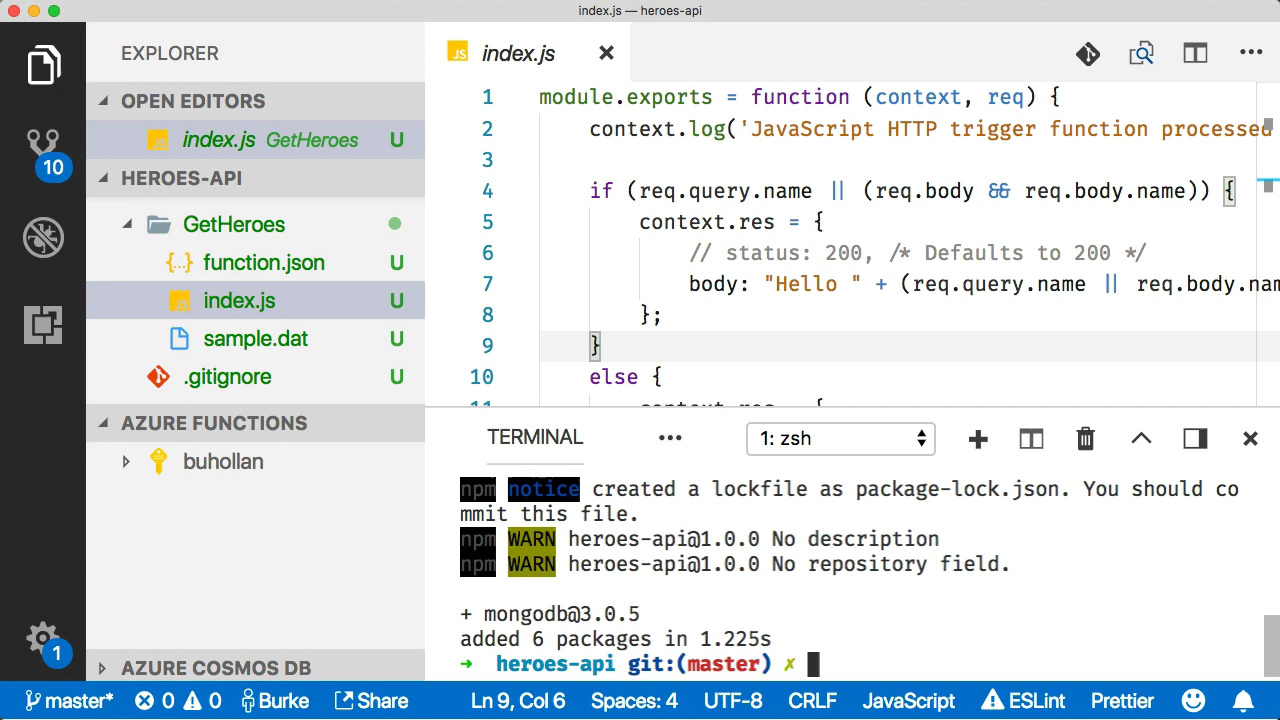 index.js — heroes-api
EXPLORER
OPEN EDITORS
JS index.js GetHeroes U
HEROES-API
GetHeroes
{..} function.json U
JS index.js U
sample.dat U
.gitignore U
AZURE FUNCTIONS
buhollan
AZURE COSMOS DB
10
1
JS index.js
1 module.exports = function (context, req) {
2 context.log('JavaScript HTTP trigger function processed
3
4 if (req.query.name || (req.body && req.body.name)) {
5 context.res = {
6 // status: 200, /* Defaults to 200 */
7 body: "Hello " + (req.query.name || req.body.nam
8 };
9 }
10 else {
11 context.res = {
TERMINAL
1: zsh
npm notice created a lockfile as package-lock.json. You should co
mmit this file.
npm WARN heroes-api@1.0.0 No description
npm WARN heroes-api@1.0.0 No repository field.
+ mongodb@3.0.5
added 6 packages in 1.225s
➜ heroes-api git:(master) ✗
master* 0 0 Burke Share Ln 9, Col 6 Spaces: 4 UTF-8 CRLF JavaScript ESLint Prettier